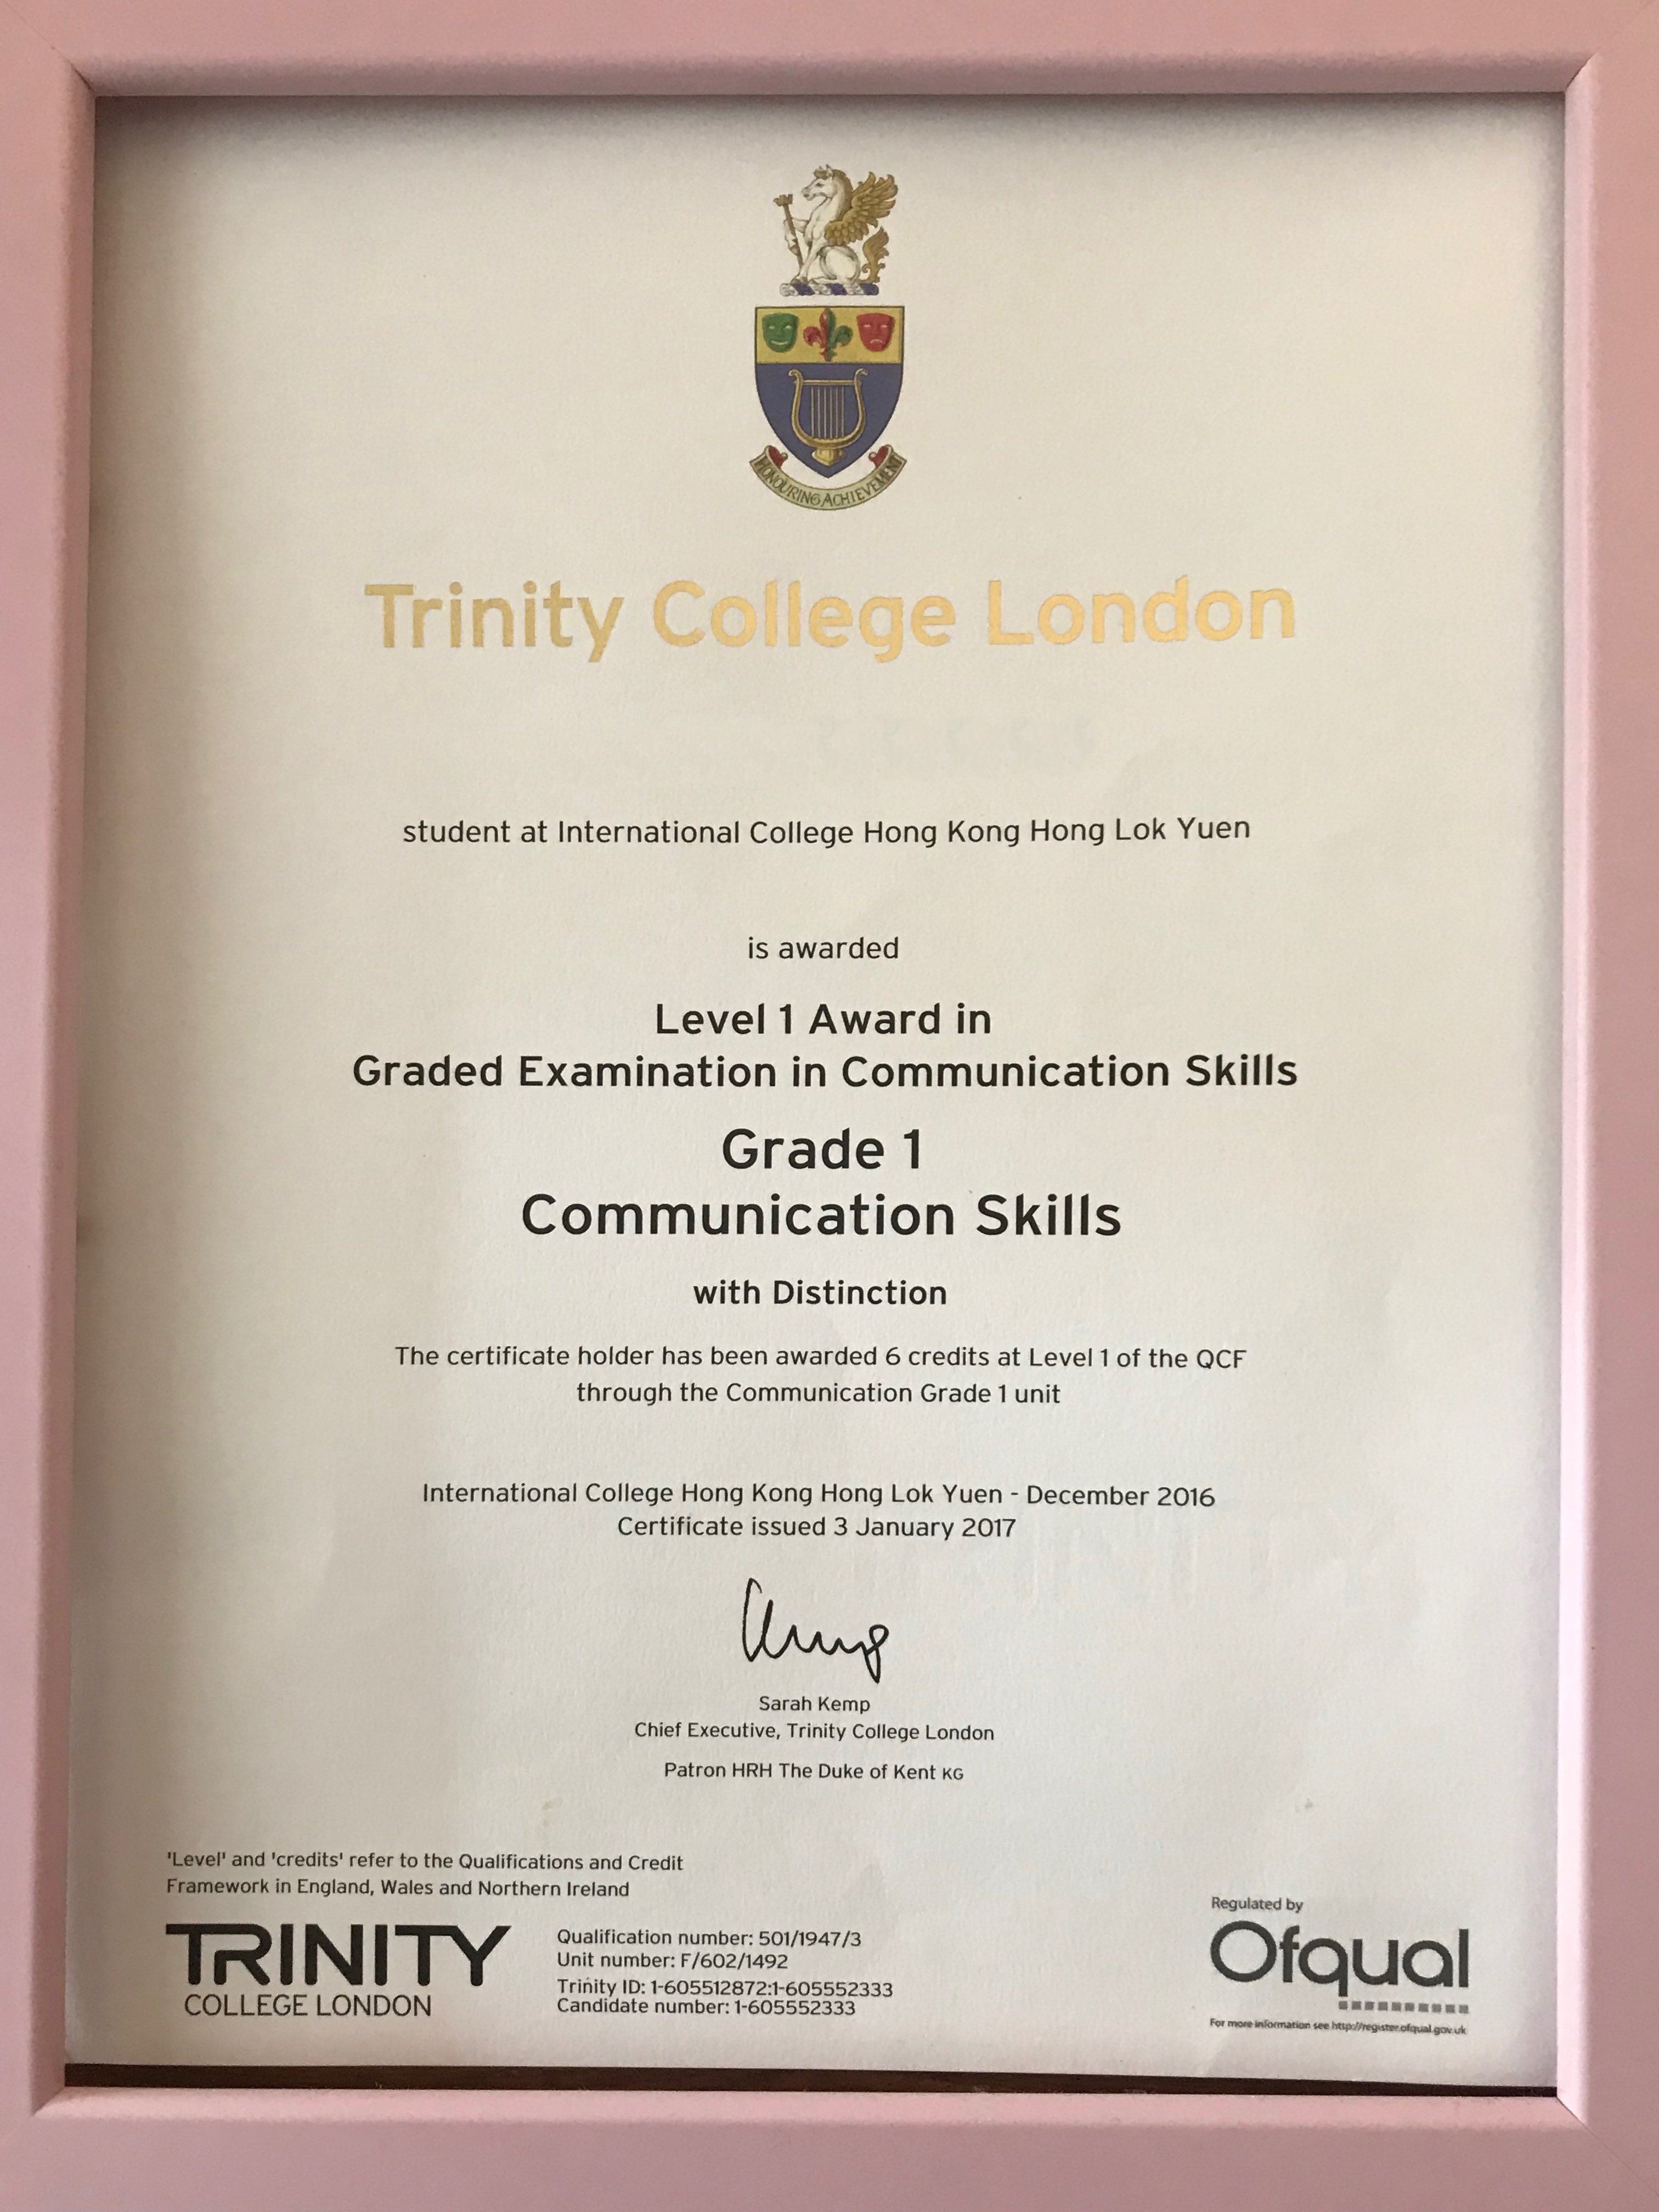 HONOURING ACHIEVEMENT
Trinity College London
student at International College Hong Kong Hong Lok Yuen
is awarded
Level 1 Award in
Graded Examination in Communication Skills
Grade 1
Communication Skills
with Distinction
The certificate holder has been awarded 6 credits at Level 1 of the QCF
through the Communication Grade 1 unit
International College Hong Kong Hong Lok Yuen - December 2016
Certificate issued 3 January 2017
Sarah Kemp
Chief Executive, Trinity College London
Patron HRH The Duke of Kent KG
'Level' and 'credits' refer to the Qualifications and Credit
Framework in England, Wales and Northern Ireland
TRINITY
COLLEGE LONDON
Qualification number: 501/1947/3
Unit number: F/602/1492
Trinity ID: 1-605512872:1-605552333
Candidate number: 1-605552333
Regulated by
Ofqual
For more information see http://register.ofqual.gov.uk